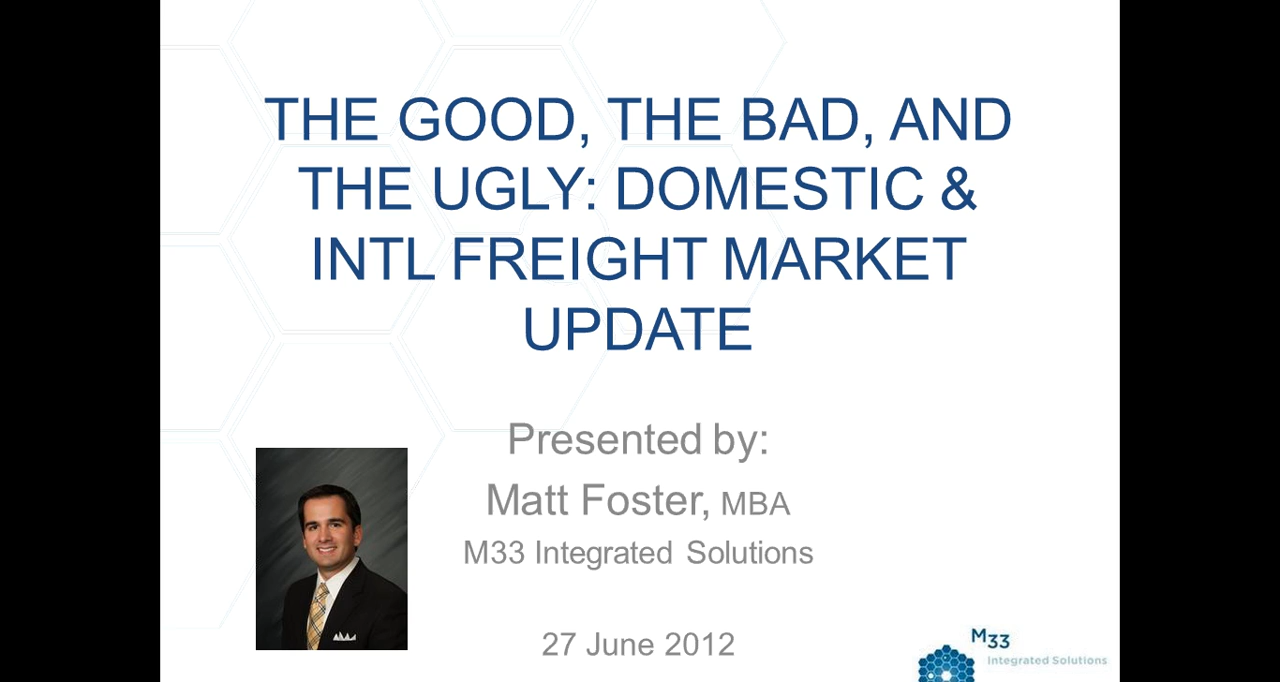 THE GOOD, THE BAD, AND
THE UGLY: DOMESTIC &
INTL FREIGHT MARKET
UPDATE
Presented by:
Matt Foster, MBA
M33 Integrated Solutions
27 June 2012
M33
Integrated Solutions